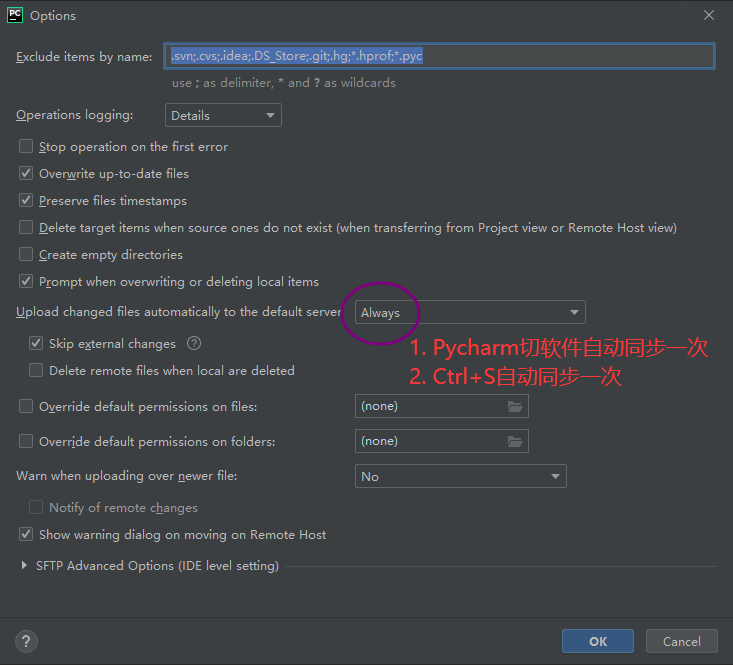 PC Options
Exclude items by name: .svn;.cvs;.idea;.DS_Store;.git;.hg;*.hprof;*.pyc
use ; as delimiter, * and ? as wildcards
Operations logging: Details
Stop operation on the first error
Overwrite up-to-date files
Preserve files timestamps
Delete target items when source ones do not exist (when transferring from Project view or Remote Host view)
Create empty directories
Prompt when overwriting or deleting local items
Upload changed files automatically to the default server Always
Skip external changes ?
1. Pycharm切软件自动同步一次
Delete remote files when local are deleted
2. Ctrl+S自动同步一次
Override default permissions on files: (none)
Override default permissions on folders: (none)
Warn when uploading over newer file: No
Notify of remote changes
Show warning dialog on moving on Remote Host
SFTP Advanced Options (IDE level setting)
? OK Cancel